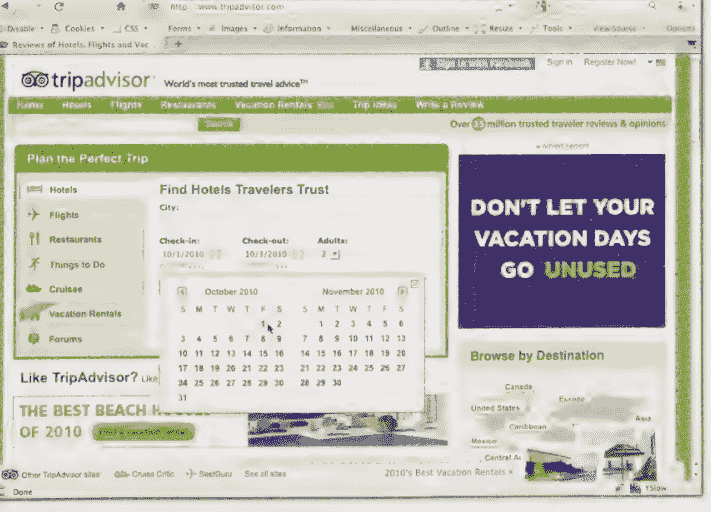 http www.tripadvisor.com
Disable Cookies CSS Forms Images Information Miscellaneous Outline Resize Tools View Source Options
Reviews of Hotels, Flights and Vac
Sign in Register Now!
tripadvisor World's most trusted travel advice™
Home Hotels Flights Restaurants Vacation Rentals Trip Ideas Write a Review
Search
Over 35 million trusted traveler reviews & opinions
Plan the Perfect Trip
advertisement
Hotels
Flights
Restaurants
Things to Do
Cruises
Vacation Rentals
Forums
Find Hotels Travelers Trust
City:
Check-in: Check-out: Adults:
10/1/2010 10/3/2010 2
October 2010 November 2010
S M T W T F S S M T W T F S
1 2 1 2 3 4 5 6
3 4 5 6 7 8 9 7 8 9 10 11 12 13
10 11 12 13 14 15 16 14 15 16 17 18 19 20
17 18 19 20 21 22 23 21 22 23 24 25 26 27
24 25 26 27 28 29 30 28 29 30
31
DON'T LET YOUR
VACATION DAYS
GO UNUSED
Like TripAdvisor? Like
THE BEST BEACH
OF 2010
Browse by Destination
Canada
Europe
United States
Caribbean
Asia
Mexico
Central
Other TripAdvisor sites Cruise Critic SeatGuru See all sites
2010's Best Vacation Rentals »
Done
YSlow